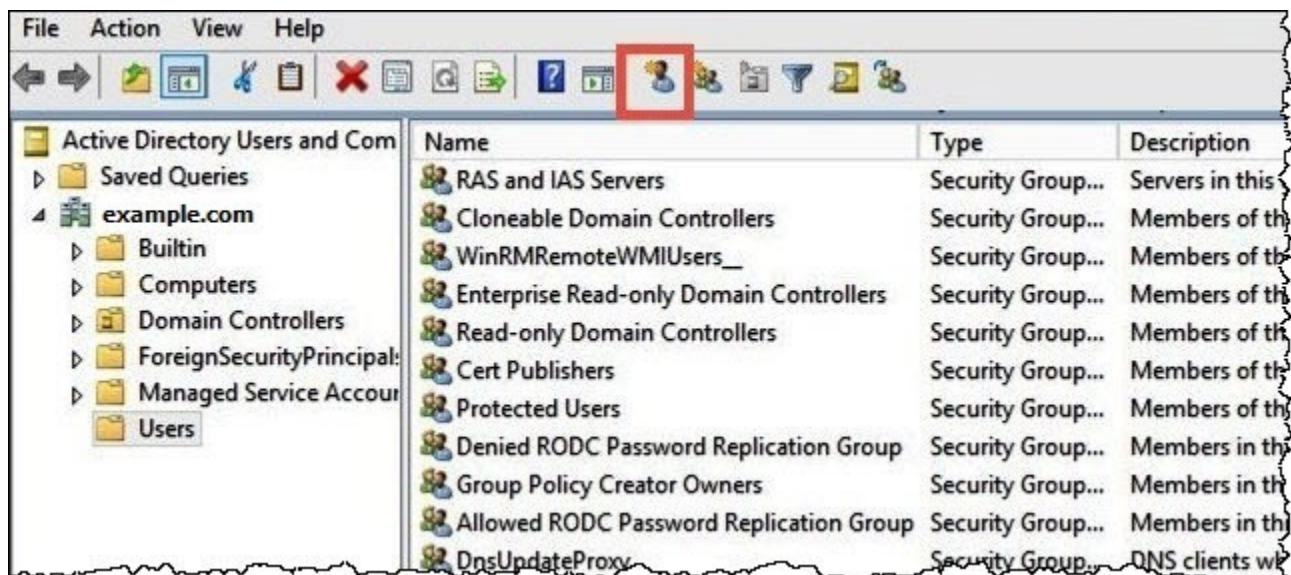 File Action View Help
Active Directory Users and Com
Saved Queries
example.com
Builtin
Computers
Domain Controllers
ForeignSecurityPrincipal
Managed Service Accour
Users
Name Type Description
RAS and IAS Servers Security Group... Servers in this
Cloneable Domain Controllers Security Group... Members of th
WinRMRemoteWMIUsers__ Security Group... Members of th
Enterprise Read-only Domain Controllers Security Group... Members of th
Read-only Domain Controllers Security Group... Members of th
Cert Publishers Security Group... Members of th
Protected Users Security Group... Members of th
Denied RODC Password Replication Group Security Group... Members in th
Group Policy Creator Owners Security Group... Members in th
Allowed RODC Password Replication Group Security Group... Members in th
DnsUpdateProxy Security Group... DNS clients wh